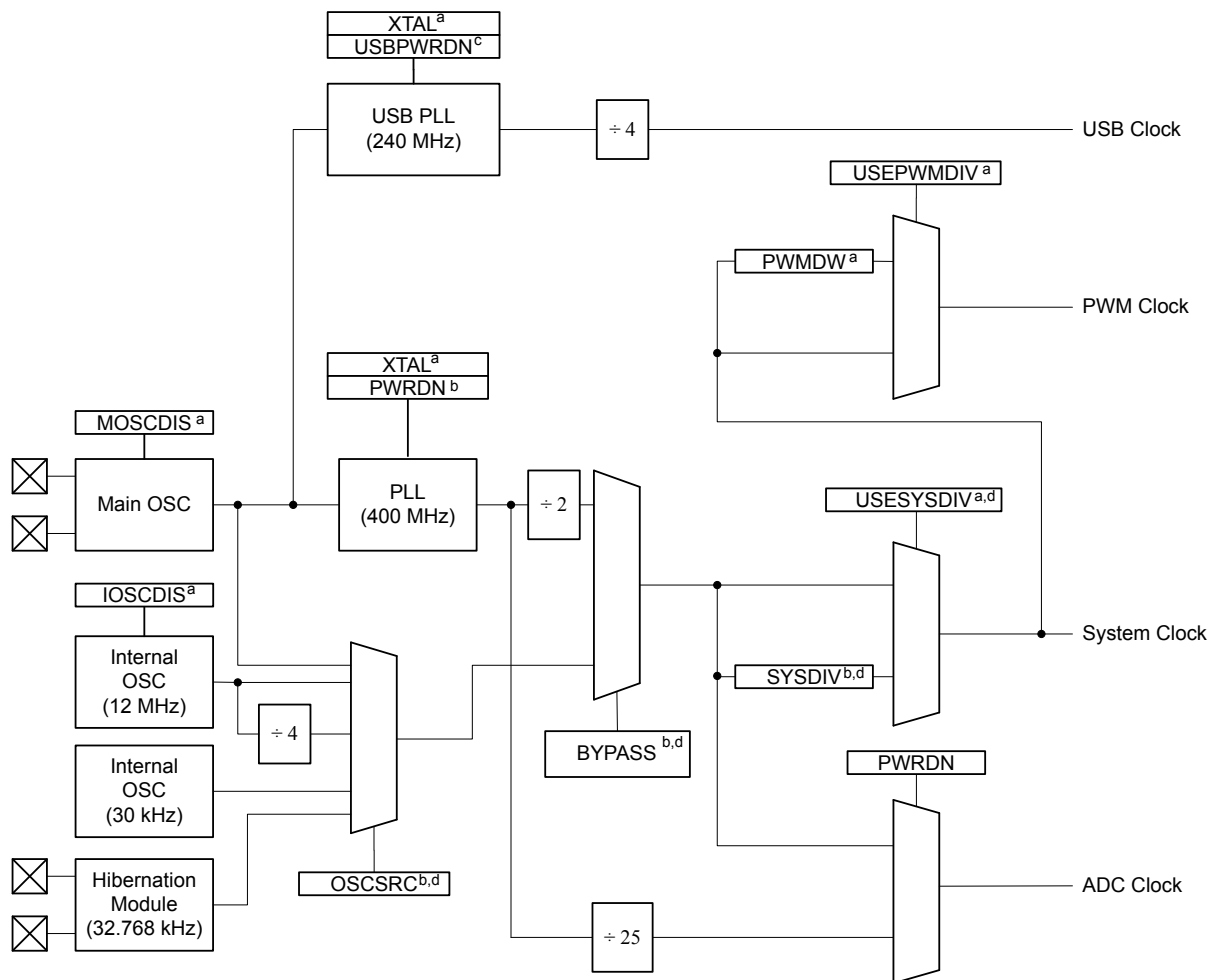 XTALa
USBPWRDNc
USB PLL
(240 MHz)
÷ 4
USB Clock
USEPWMDIV a
PWMDW a
PWM Clock
XTALa
PWRDN b
MOSCDIS a
Main OSC
PLL
(400 MHz)
÷ 2
USESYSDIVa,d
IOSCDISa
Internal
OSC
(12 MHz)
÷ 4
System Clock
SYSDIVb,d
BYPASS b,d
Internal
OSC
(30 kHz)
PWRDN
OSCSRCb,d
Hibernation
Module
(32.768 kHz)
÷ 25
ADC Clock